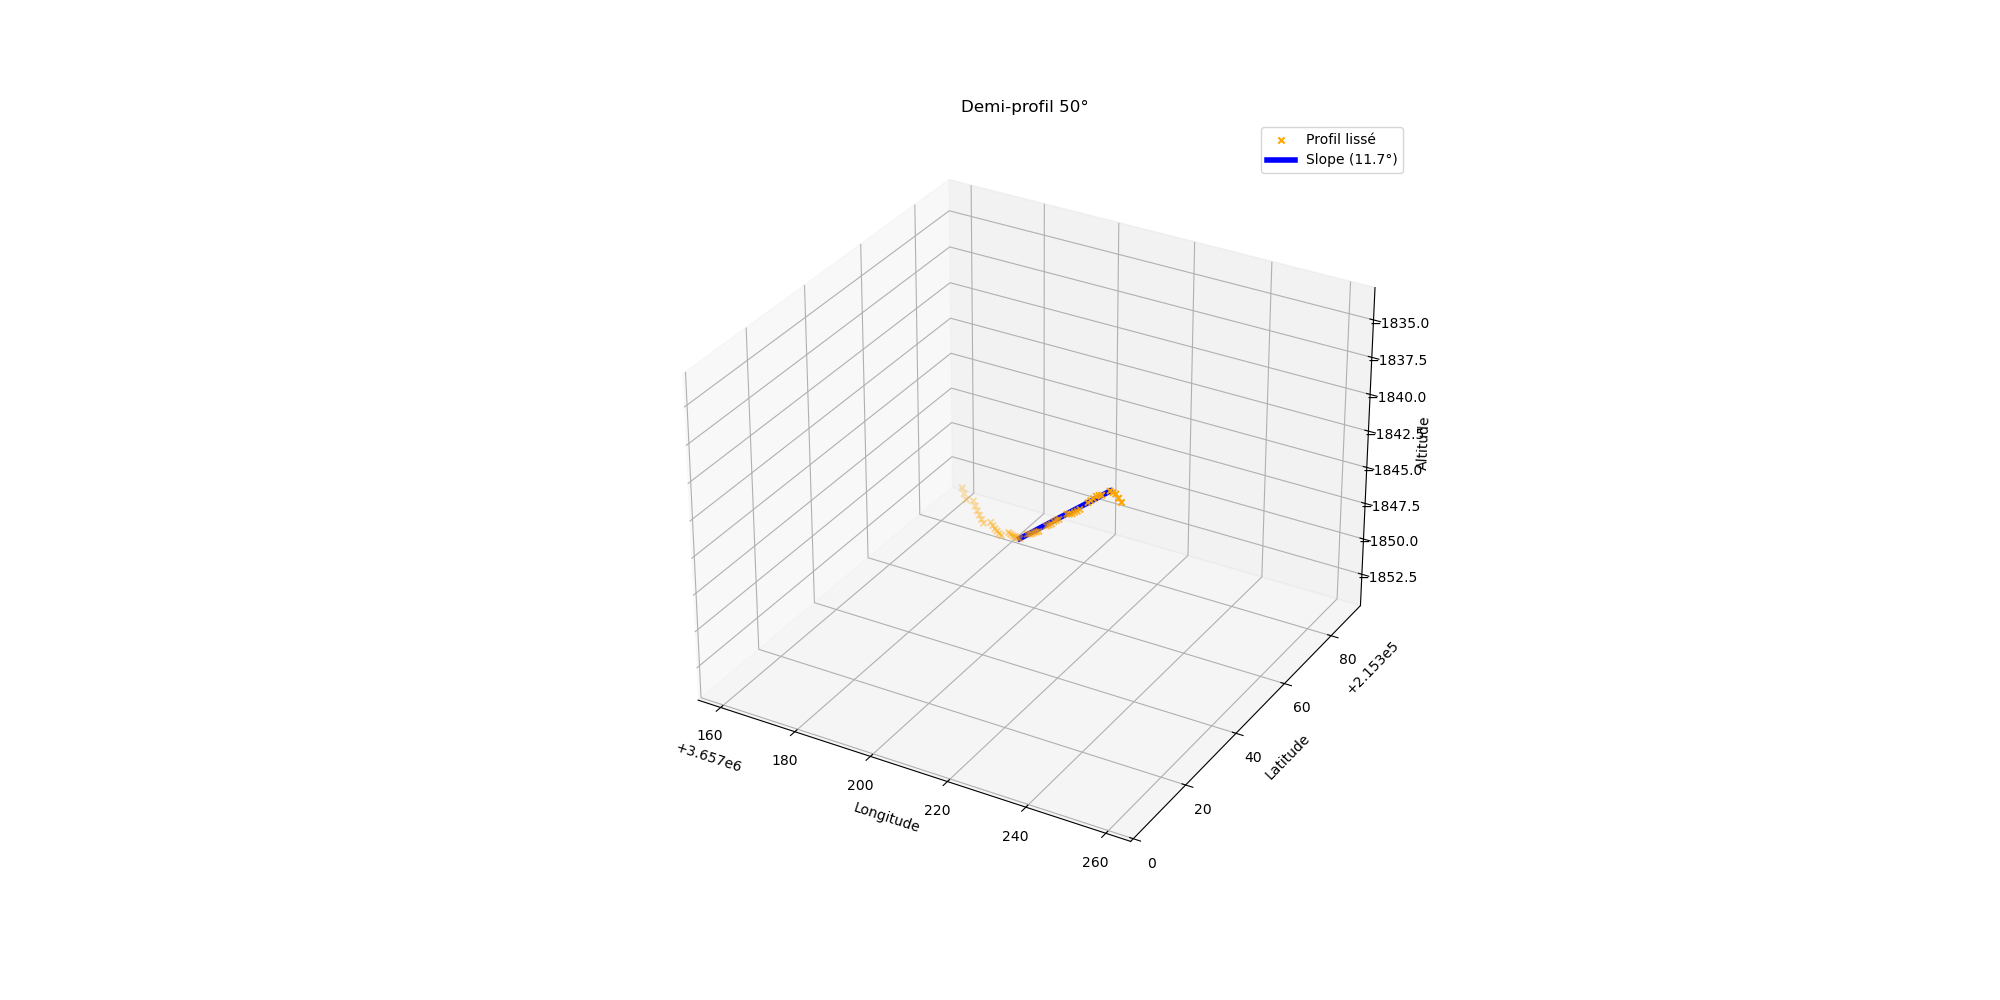 Demi-profil 50°
Profil lissé
Slope (11.7°)
−1835.0
−1837.5
−1840.0
−1842.5
−1845.0
−1847.5
−1850.0
−1852.5
Altitude
80
60
40
20
0
+2.153e5
Latitude
160
180
200
220
240
260
+3.657e6
Longitude